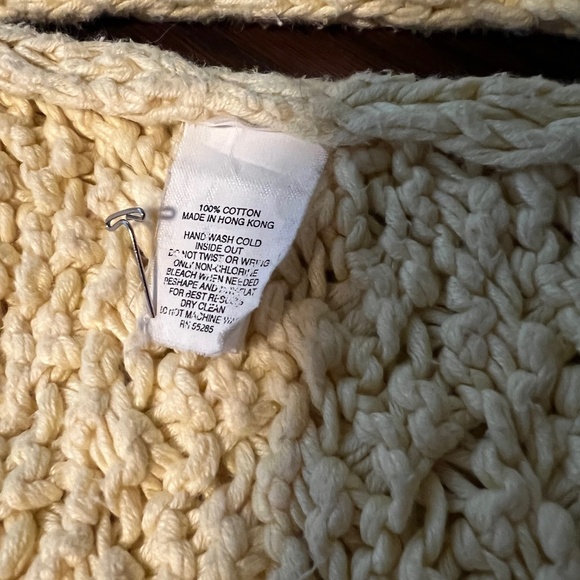 100% COTTON
MADE IN HONG KONG
HAND WASH COLD
INSIDE OUT
DO NOT TWIST OR WRING
ONLY NON-CHLORINE
BLEACH WHEN NEEDED
RESHAPE AND FLAT
FOR BEST RESULTS
DRY CLEAN
DO NOT MACHINE
RN 55285